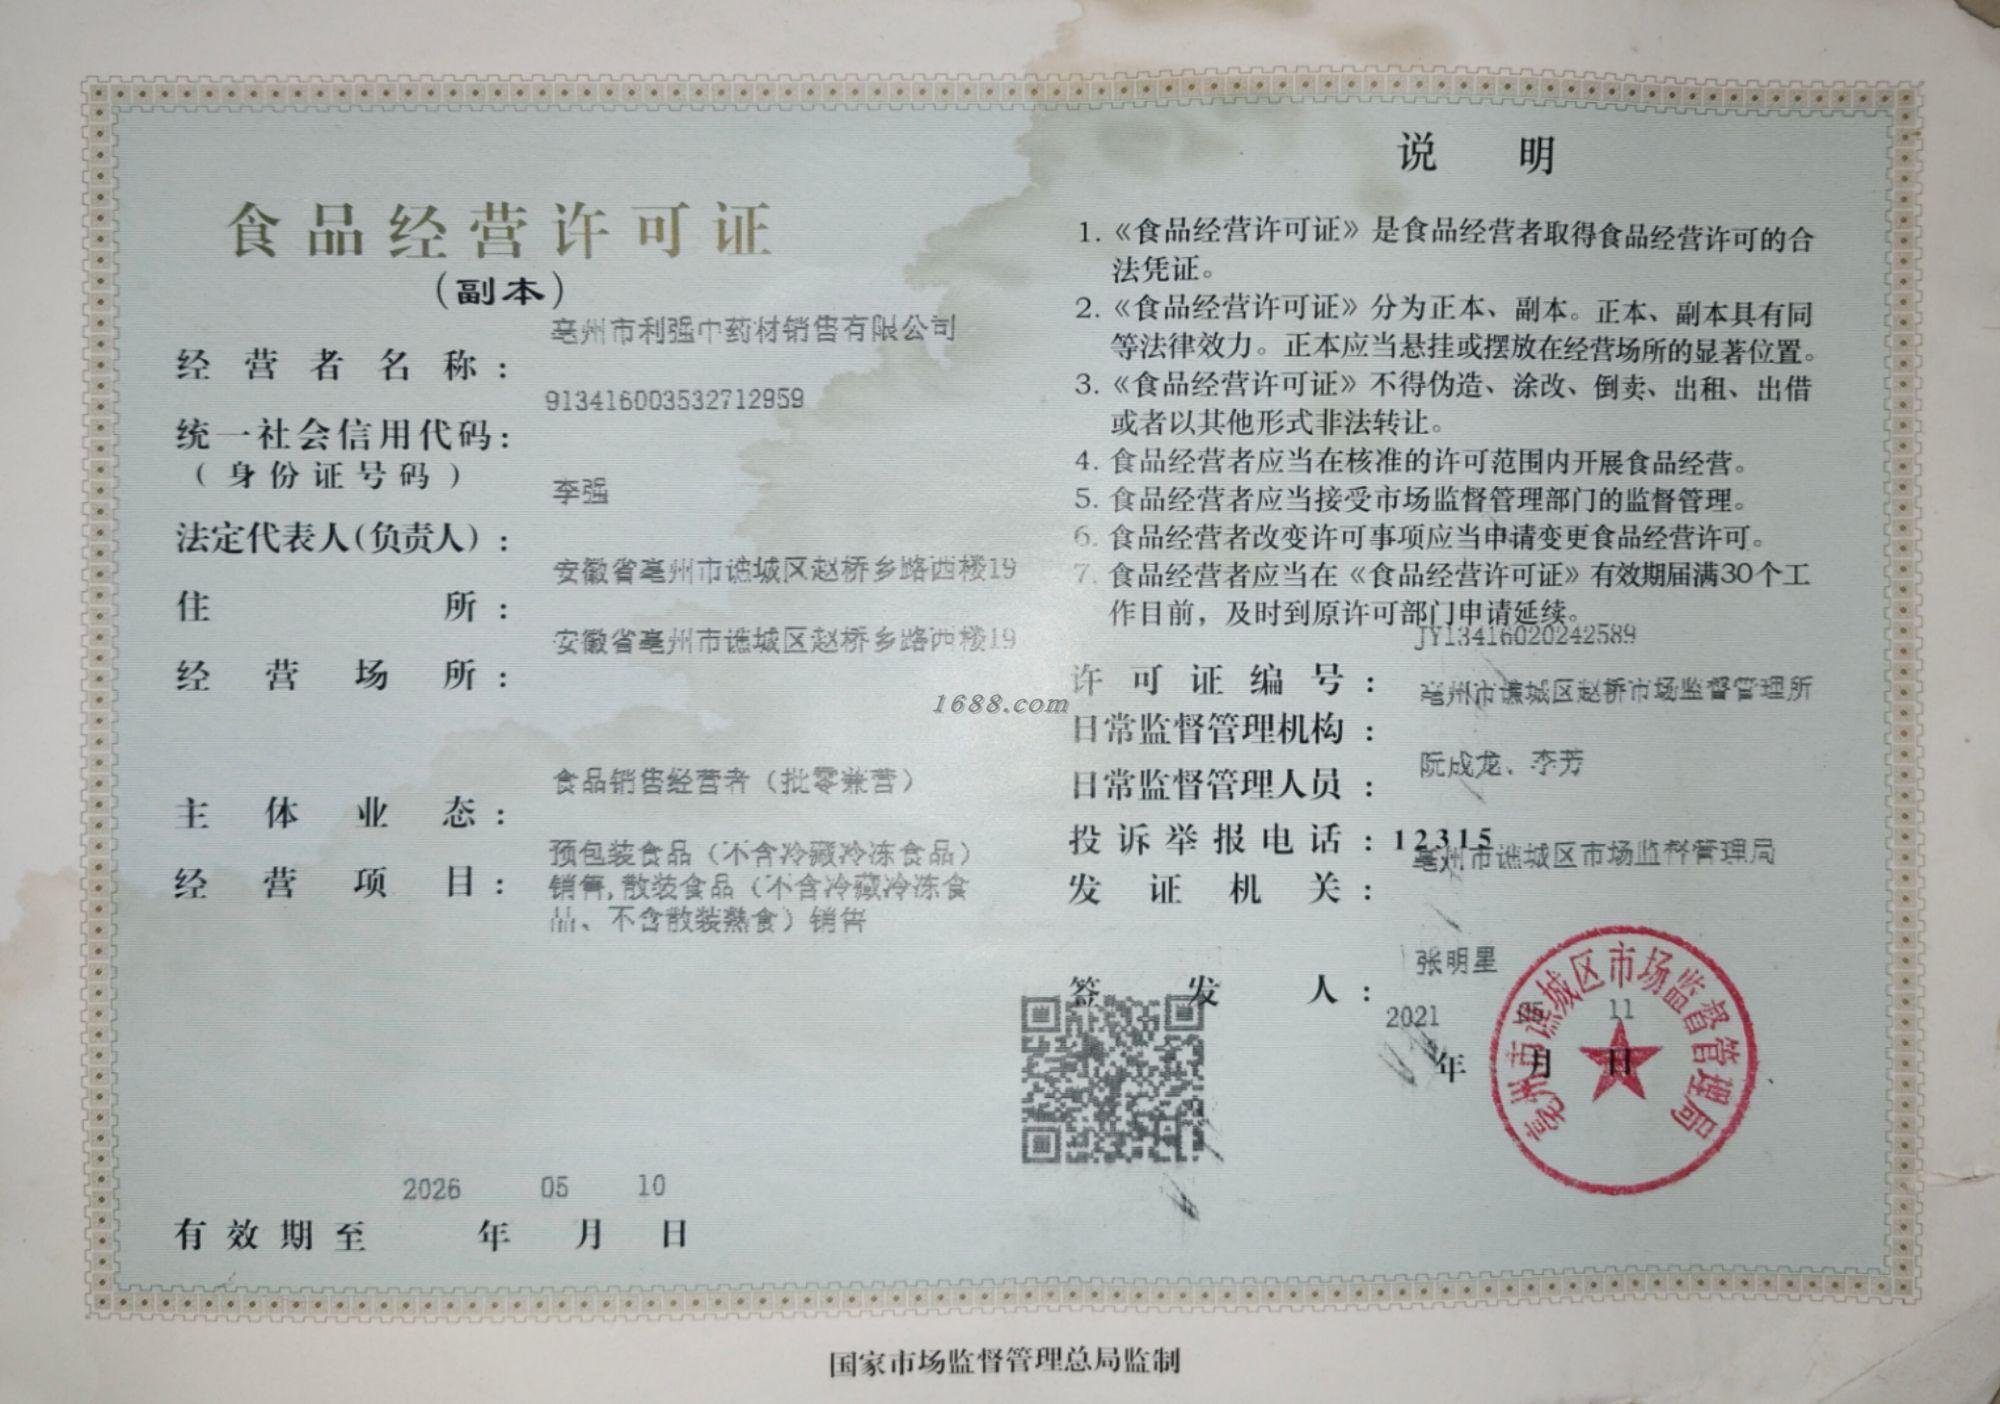 食品经营许可证
(副本)
经营者名称: 亳州市利强中药材销售有限公司
统一社会信用代码: 913416003532712959
(身份证号码)
法定代表人(负责人): 李强
住所: 安徽省亳州市谯城区赵桥乡路西楼19
经营场所: 安徽省亳州市谯城区赵桥乡路西楼19
主体业态: 食品销售经营者(批零兼营)
经营项目: 预包装食品(不含冷藏冷冻食品)
销售,散装食品(不含冷藏冷冻食
品、不含散装熟食)销售
2026 05 10
有效期至 年 月 日
说明
1.《食品经营许可证》是食品经营者取得食品经营许可的合
法凭证。
2.《食品经营许可证》分为正本、副本。正本、副本具有同
等法律效力。正本应当悬挂或摆放在经营场所的显著位置。
3.《食品经营许可证》不得伪造、涂改、倒卖、出租、出借
或者以其他形式非法转让。
4.食品经营者应当在核准的许可范围内开展食品经营。
5.食品经营者应当接受市场监督管理部门的监督管理。
6.食品经营者改变许可事项应当申请变更食品经营许可。
7.食品经营者应当在《食品经营许可证》有效期届满30个工
作日前，及时到原许可部门申请延续。
许可证编号: JY13416020242589
日常监督管理机构: 亳州市谯城区赵桥市场监督管理所
日常监督管理人员: 阮成龙、李芳
投诉举报电话:12315
发证机关: 亳州市谯城区市场监督管理局
签发人: 张明星
2021 05 11
年 月 日
亳州市谯城区市场监督管理局
1688.com
国家市场监督管理总局监制